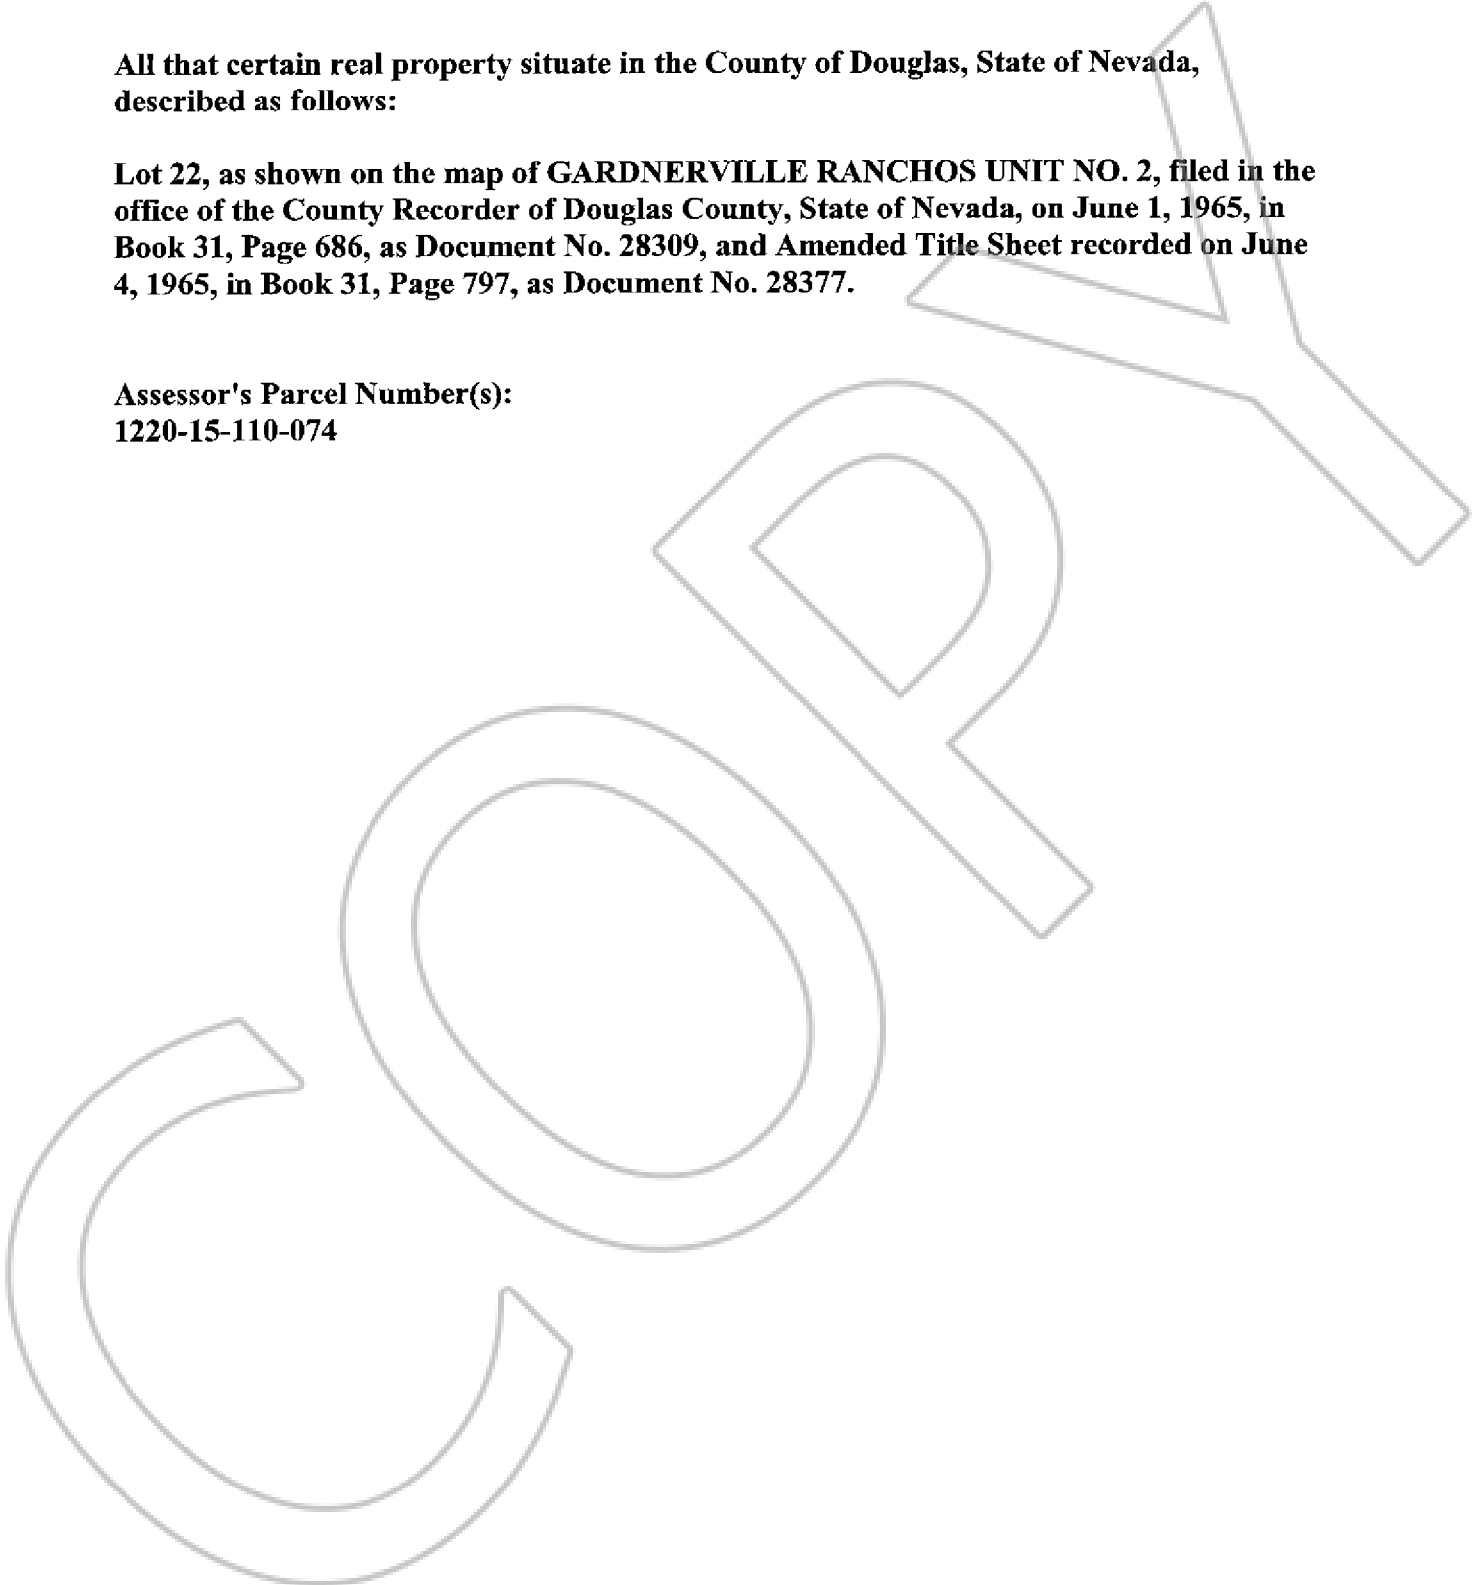 All that certain real property situate in the County of Douglas, State of Nevada,
described as follows:
Lot 22, as shown on the map of GARDNERVILLE RANCHOS UNIT NO. 2, filed in the
office of the County Recorder of Douglas County, State of Nevada, on June 1, 1965, in
Book 31, Page 686, as Document No. 28309, and Amended Title Sheet recorded on June
4, 1965, in Book 31, Page 797, as Document No. 28377.
Assessor's Parcel Number(s):
1220-15-110-074
COPY